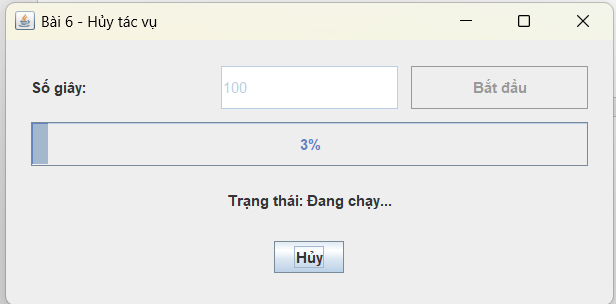 Bài 6 - Hủy tác vụ
Số giây: 100 Bắt đầu
3%
Trạng thái: Đang chạy...
Hủy